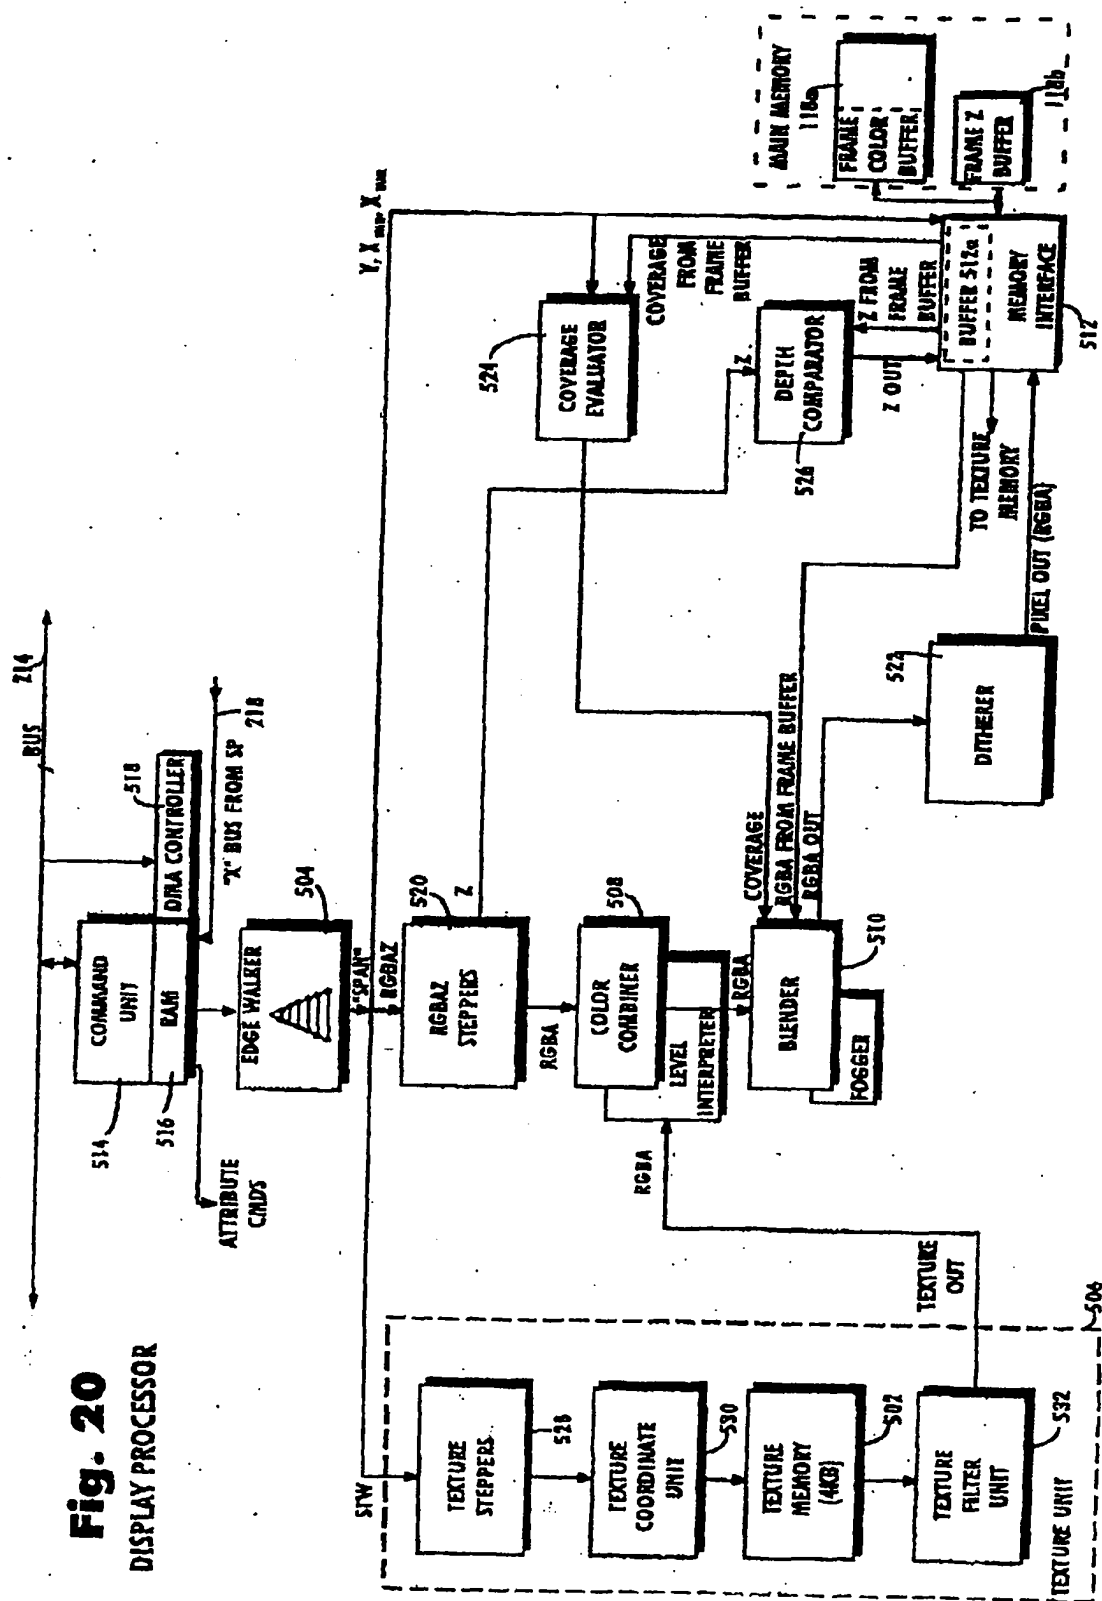 Fig. 20
DISPLAY PROCESSOR
BUS
214
COMMAND
UNIT
RAM
514
516
DMA CONTROLLER
518
"X" BUS FROM SP
218
ATTRIBUTE
CMDS
EDGE WALKER
504
"SPAN"
Y, X
STW
RGBAZ
RGBAZ
STEPPERS
520
Z
RGBA
COLOR
COMBINER
508
LEVEL
INTERPRETER
RGBA
RGBA
BLENDER
510
FOGGER
COVERAGE
RGBA FROM FRAME BUFFER
RGBA OUT
DITHERER
522
PIXEL OUT (RGBA)
COVERAGE
EVALUATOR
524
COVERAGE
FROM
FRAME
BUFFER
Z
DEPTH
COMPARATOR
526
Z FROM
FRAME
BUFFER
Z OUT
TO TEXTURE
MEMORY
BUFFER 512a
MEMORY
INTERFACE
512
MAIN MEMORY
118a
FRAME
COLOR
BUFFER
FRAME Z
BUFFER
118b
TEXTURE
STEPPERS
528
TEXTURE
COORDINATE
UNIT
530
TEXTURE
MEMORY
(4KB)
502
TEXTURE
FILTER
UNIT
532
TEXTURE
OUT
TEXTURE UNIT
506